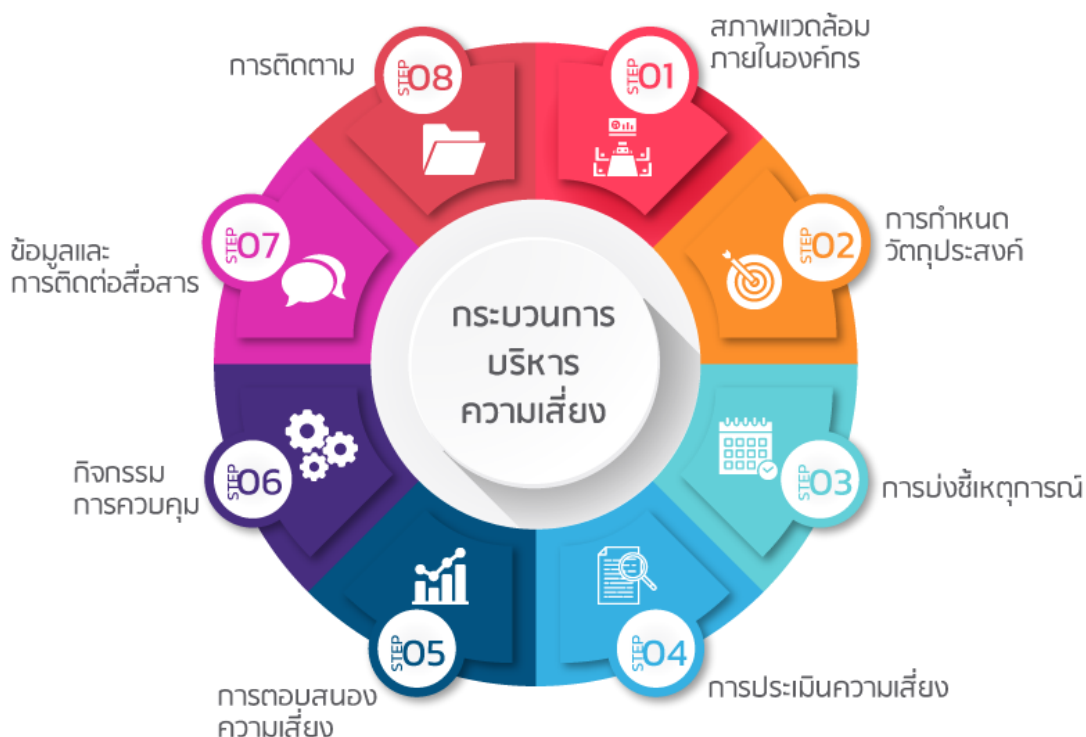 กระบวนการ
บริหาร
ความเสี่ยง
STEP 01
สภาพแวดล้อม
ภายในองค์กร
STEP 02
การกำหนด
วัตถุประสงค์
STEP 03
การบ่งชี้เหตุการณ์
STEP 04
การประเมินความเสี่ยง
STEP 05
การตอบสนอง
ความเสี่ยง
STEP 06
กิจกรรม
การควบคุม
STEP 07
ข้อมูลและ
การติดต่อสื่อสาร
STEP 08
การติดตาม